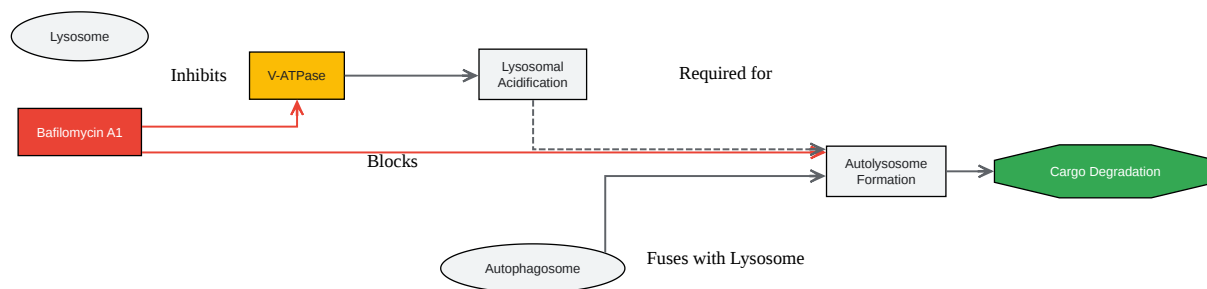 Lysosome
Inhibits
V-ATPase
Lysosomal
Acidification
Required for
Bafilomycin A1
Blocks
Autolysosome
Formation
Cargo Degradation
Autophagosome
Fuses with Lysosome